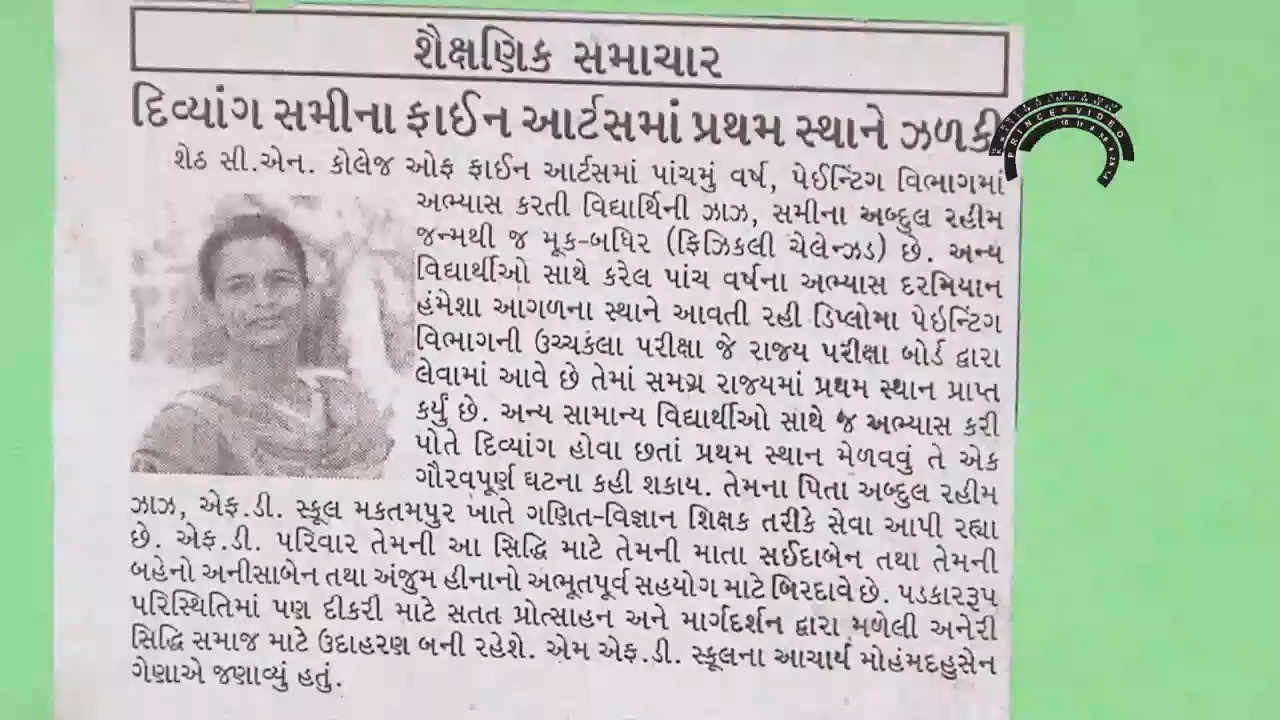 શૈક્ષણિક સમાચાર
દિવ્યાંગ સમીના ફાઈન આર્ટસમાં પ્રથમ સ્થાને ઝળકી
શેઠ સી.એન. કોલેજ ઓફ ફાઈન આર્ટસમાં પાંચમું વર્ષ, પેઈન્ટિંગ વિભાગમાં
અભ્યાસ કરતી વિદ્યાર્થિની ઝાઝ, સમીના અબ્દુલ રહીમ
જન્મથી જ મૂક-બધિર (ફિઝિકલી ચેલેન્ઝડ) છે. અન્ય
વિદ્યાર્થીઓ સાથે કરેલ પાંચ વર્ષના અભ્યાસ દરમિયાન
હંમેશા આગળના સ્થાને આવતી રહી ડિપ્લોમા પેઈન્ટિંગ
વિભાગની ઉચ્ચકલા પરીક્ષા જે રાજ્ય પરીક્ષા બોર્ડ દ્વારા
લેવામાં આવે છે તેમાં સમગ્ર રાજ્યમાં પ્રથમ સ્થાન પ્રાપ્ત
કર્યું છે. અન્ય સામાન્ય વિદ્યાર્થીઓ સાથે જ અભ્યાસ કરી
પોતે દિવ્યાંગ હોવા છતાં પ્રથમ સ્થાન મેળવવું તે એક
ગૌરવપૂર્ણ ઘટના કહી શકાય. તેમના પિતા અબ્દુલ રહીમ
ઝાઝ, એફ.ડી. સ્કૂલ મકતમપુર ખાતે ગણિત-વિજ્ઞાન શિક્ષક તરીકે સેવા આપી રહ્યા
છે. એફ.ડી. પરિવાર તેમની આ સિદ્ધિ માટે તેમની માતા સઈદાબેન તથા તેમની
બહેનો અનીસાબેન તથા અંજુમ હીનાનો અભૂતપૂર્વ સહયોગ માટે બિરદાવે છે. પડકારરૂપ
પરિસ્થિતિમાં પણ દીકરી માટે સતત પ્રોત્સાહન અને માર્ગદર્શન દ્વારા મળેલી અનેરી
સિદ્ધિ સમાજ માટે ઉદાહરણ બની રહેશે. એમ એફ.ડી. સ્કૂલના આચાર્ય મોહંમદહુસેન
ગેણાએ જણાવ્યું હતું.
PRINCE VIDEO